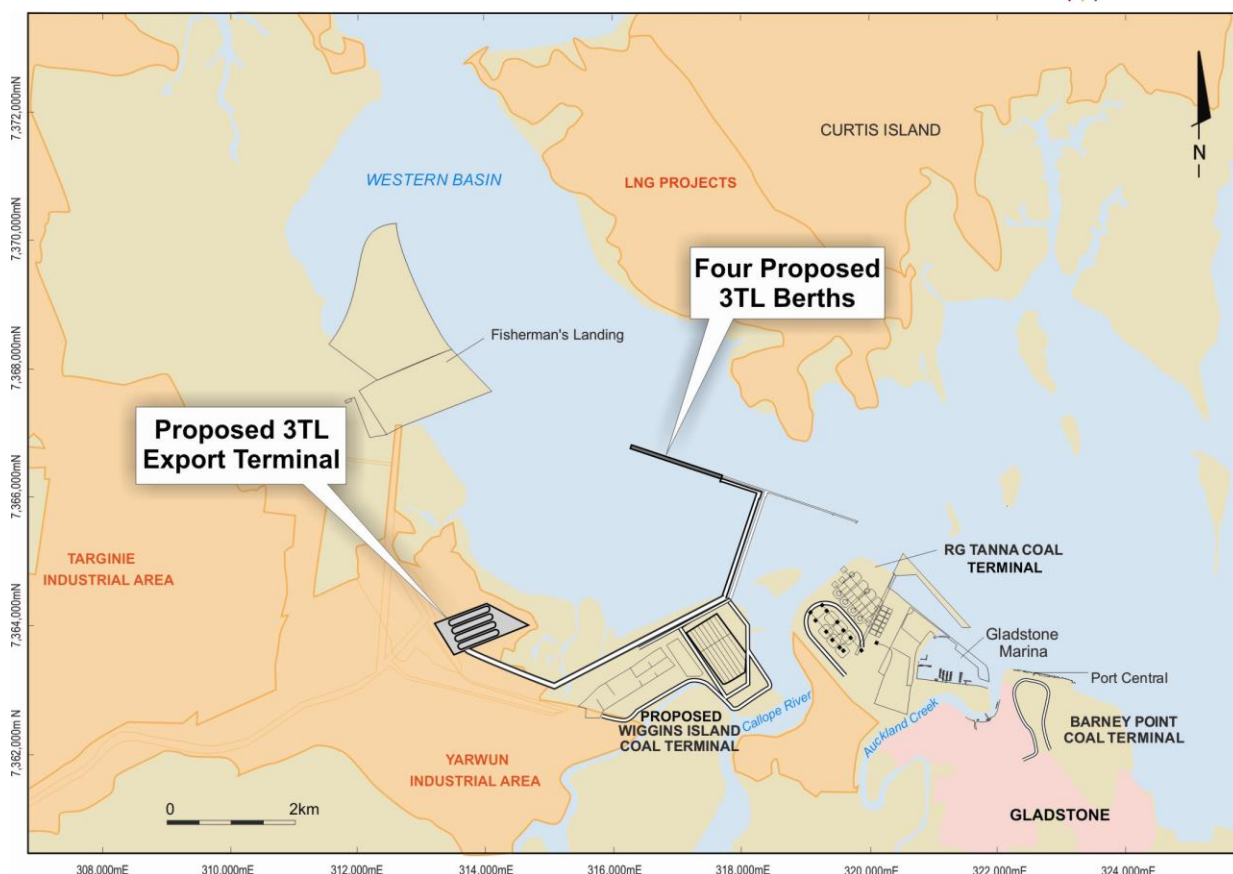 CURTIS ISLAND
N
WESTERN BASIN
LNG PROJECTS
Four Proposed
3TL Berths
Fisherman's Landing
Proposed 3TL
Export Terminal
TARGINIE
INDUSTRIAL AREA
RG TANNA COAL
TERMINAL
Gladstone
Marina
Port Central
PROPOSED
WIGGINS ISLAND
COAL TERMINAL
Calliope River
Auckland Creek
BARNEY POINT
COAL TERMINAL
YARWUN
INDUSTRIAL AREA
GLADSTONE
0 2km
7,372,000mN
7,370,000mN
7,368,000mN
7,366,000mN
7,364,000mN
7,362,000m N
308,000mE
310,000mE
312,000mE
314,000mE
316,000mE
318,000mE
320,000mE
322,000mE
324,000mE